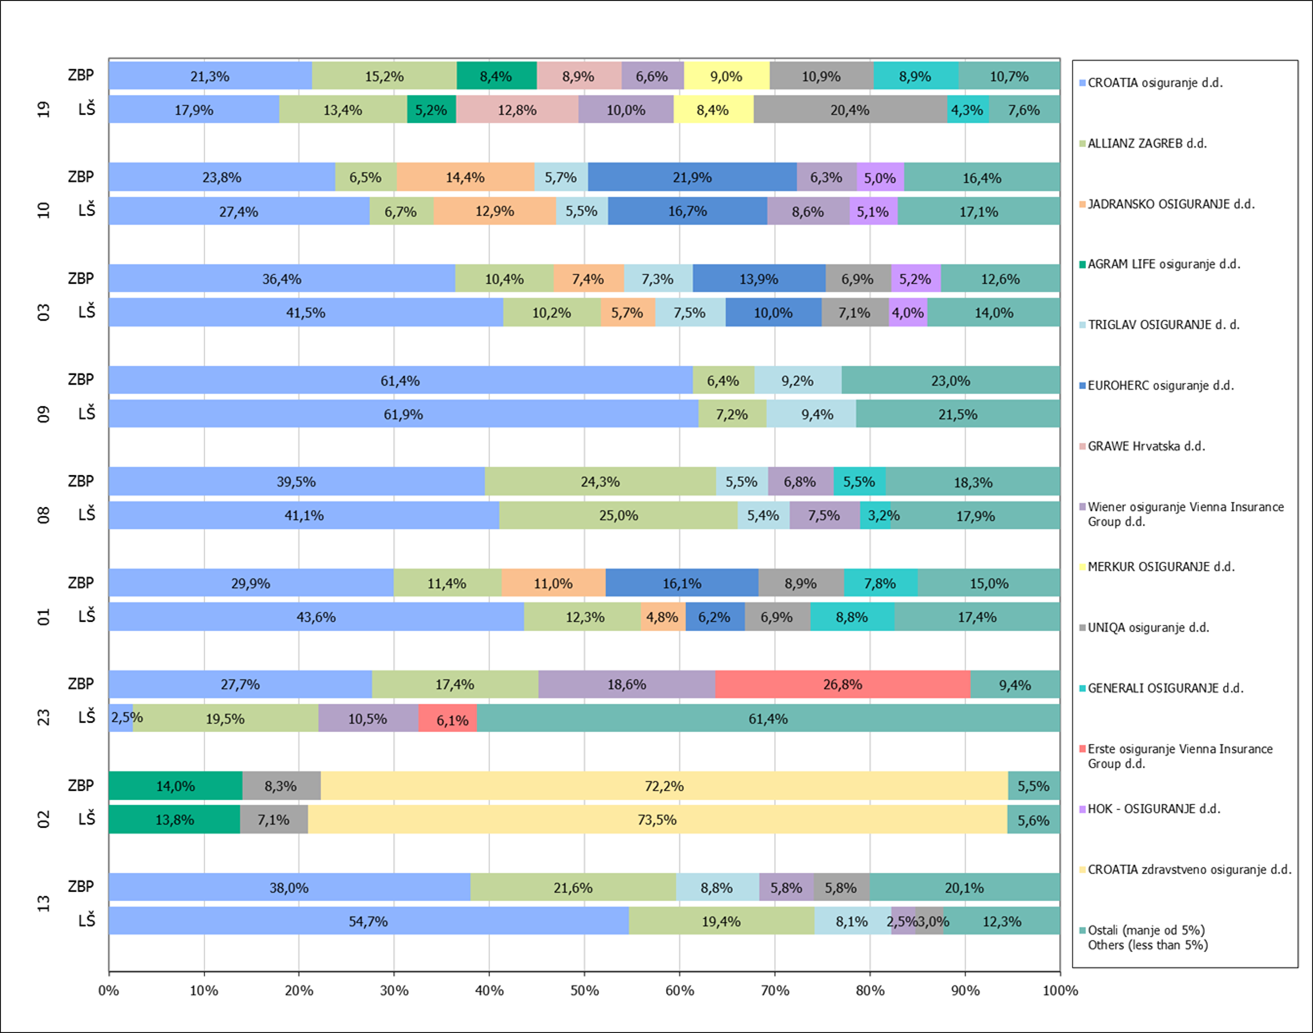 19
ZBP 21,3% 15,2% 8,4% 8,9% 6,6% 9,0% 10,9% 8,9% 10,7%
LŠ 17,9% 13,4% 5,2% 12,8% 10,0% 8,4% 20,4% 4,3% 7,6%
10
ZBP 23,8% 6,5% 14,4% 5,7% 21,9% 6,3% 5,0% 16,4%
LŠ 27,4% 6,7% 12,9% 5,5% 16,7% 8,6% 5,1% 17,1%
03
ZBP 36,4% 10,4% 7,4% 7,3% 13,9% 6,9% 5,2% 12,6%
LŠ 41,5% 10,2% 5,7% 7,5% 10,0% 7,1% 4,0% 14,0%
09
ZBP 61,4% 6,4% 9,2% 23,0%
LŠ 61,9% 7,2% 9,4% 21,5%
08
ZBP 39,5% 24,3% 5,5% 6,8% 5,5% 18,3%
LŠ 41,1% 25,0% 5,4% 7,5% 3,2% 17,9%
01
ZBP 29,9% 11,4% 11,0% 16,1% 8,9% 7,8% 15,0%
LŠ 43,6% 12,3% 4,8% 6,2% 6,9% 8,8% 17,4%
23
ZBP 27,7% 17,4% 18,6% 26,8% 9,4%
LŠ 2,5% 19,5% 10,5% 6,1% 61,4%
02
ZBP 14,0% 8,3% 72,2% 5,5%
LŠ 13,8% 7,1% 73,5% 5,6%
13
ZBP 38,0% 21,6% 8,8% 5,8% 5,8% 20,1%
LŠ 54,7% 19,4% 8,1% 2,5% 3,0% 12,3%
0% 10% 20% 30% 40% 50% 60% 70% 80% 90% 100%
CROATIA osiguranje d.d.
ALLIANZ ZAGREB d.d.
JADRANSKO OSIGURANJE d.d.
AGRAM LIFE osiguranje d.d.
TRIGLAV OSIGURANJE d. d.
EUROHERC osiguranje d.d.
GRAWE Hrvatska d.d.
Wiener osiguranje Vienna Insurance
Group d.d.
MERKUR OSIGURANJE d.d.
UNIQA osiguranje d.d.
GENERALI OSIGURANJE d.d.
Erste osiguranje Vienna Insurance
Group d.d.
HOK - OSIGURANJE d.d.
CROATIA zdravstveno osiguranje d.d.
Ostali (manje od 5%)
Others (less than 5%)